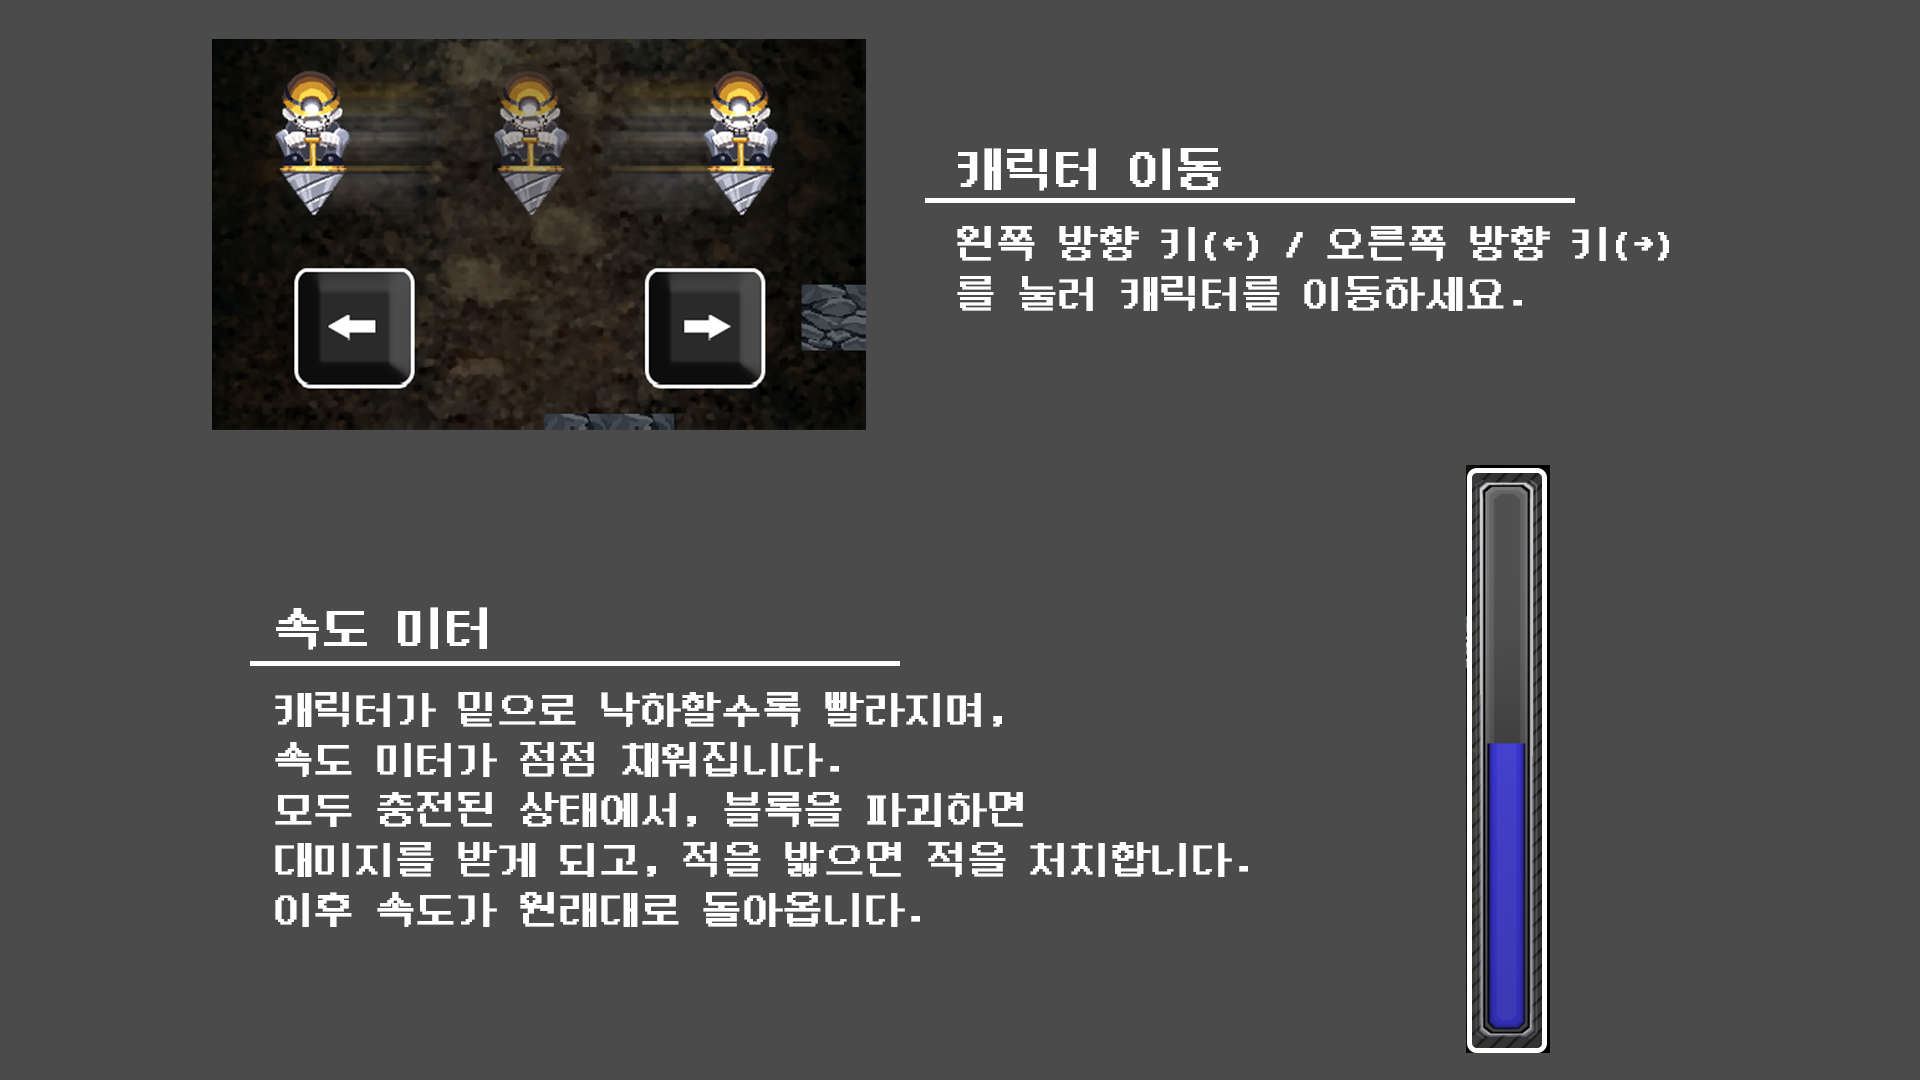 캐릭터 이동
왼쪽 방향 키(←) / 오른쪽 방향 키(→)
를 눌러 캐릭터를 이동하세요.
속도 미터
캐릭터가 밑으로 낙하할수록 빨라지며,
속도 미터가 점점 채워집니다.
모두 충전된 상태에서, 블록을 파괴하면
대미지를 받게 되고, 적을 밟으면 적을 처치합니다.
이후 속도가 원래대로 돌아옵니다.